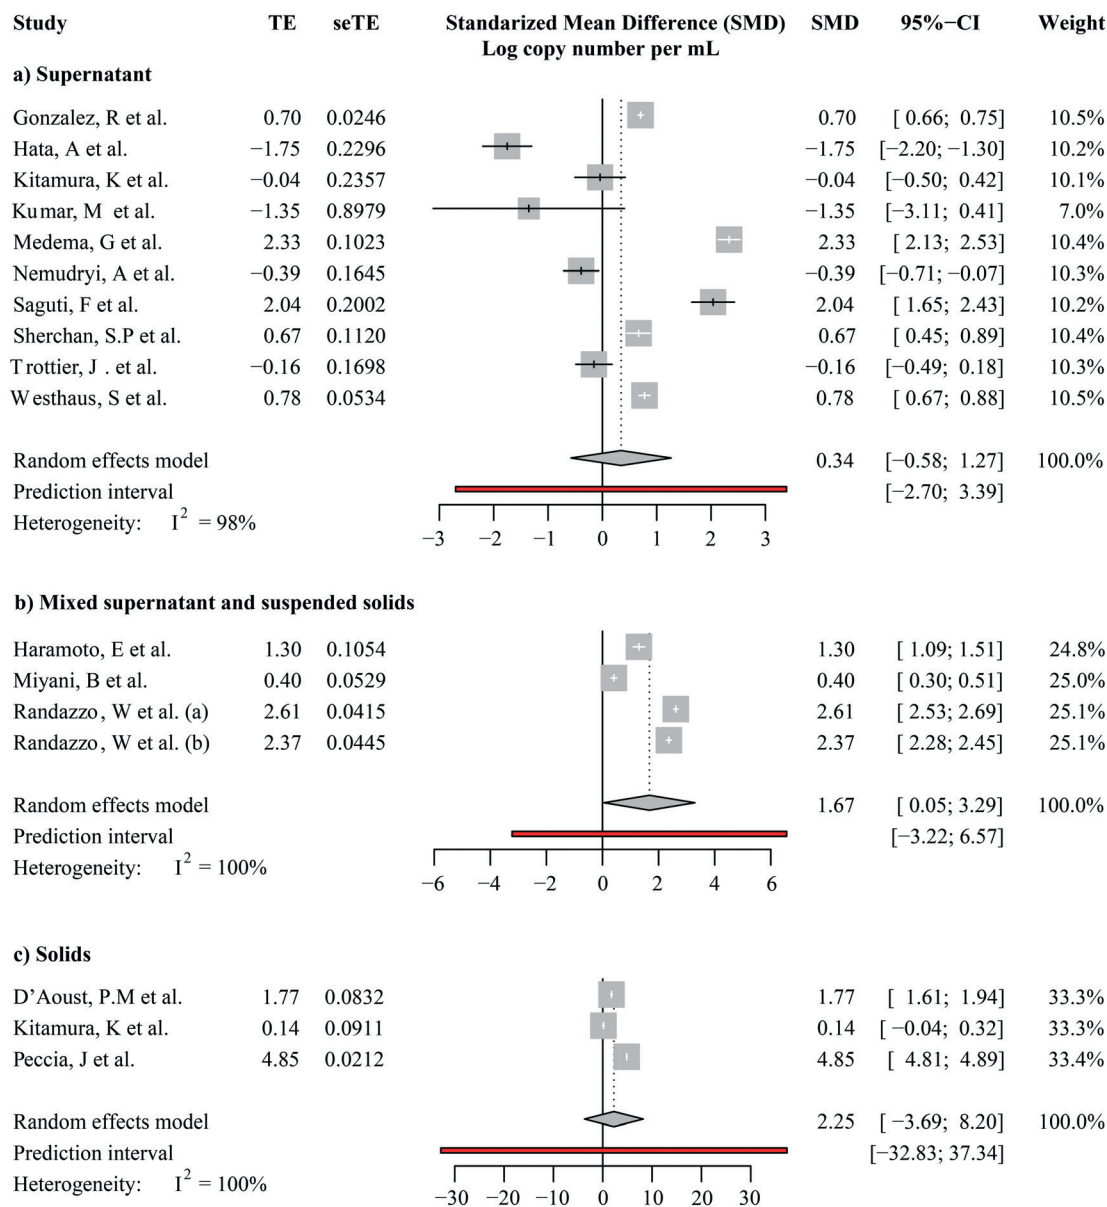 Study TE seTE Standarized Mean Difference (SMD) SMD 95%−CI Weight
Log copy number per mL
a) Supernatant
Gonzalez, R et al. 0.70 0.0246 0.70 [ 0.66; 0.75] 10.5%
Hata, A et al. −1.75 0.2296 −1.75 [−2.20; −1.30] 10.2%
Kitamura, K et al. −0.04 0.2357 −0.04 [−0.50; 0.42] 10.1%
Kumar, M et al. −1.35 0.8979 −1.35 [−3.11; 0.41] 7.0%
Medema, G et al. 2.33 0.1023 2.33 [ 2.13; 2.53] 10.4%
Nemudryi, A et al. −0.39 0.1645 −0.39 [−0.71; −0.07] 10.3%
Saguti, F et al. 2.04 0.2002 2.04 [ 1.65; 2.43] 10.2%
Sherchan, S.P et al. 0.67 0.1120 0.67 [ 0.45; 0.89] 10.4%
Trottier, J . et al. −0.16 0.1698 −0.16 [−0.49; 0.18] 10.3%
Westhaus, S et al. 0.78 0.0534 0.78 [ 0.67; 0.88] 10.5%
Random effects model 0.34 [−0.58; 1.27] 100.0%
Prediction interval [−2.70; 3.39]
Heterogeneity: I² = 98%
−3 −2 −1 0 1 2 3
b) Mixed supernatant and suspended solids
Haramoto, E et al. 1.30 0.1054 1.30 [ 1.09; 1.51] 24.8%
Miyani, B et al. 0.40 0.0529 0.40 [ 0.30; 0.51] 25.0%
Randazzo, W et al. (a) 2.61 0.0415 2.61 [ 2.53; 2.69] 25.1%
Randazzo, W et al. (b) 2.37 0.0445 2.37 [ 2.28; 2.45] 25.1%
Random effects model 1.67 [ 0.05; 3.29] 100.0%
Prediction interval [−3.22; 6.57]
Heterogeneity: I² = 100%
−6 −4 −2 0 2 4 6
c) Solids
D’Aoust, P.M et al. 1.77 0.0832 1.77 [ 1.61; 1.94] 33.3%
Kitamura, K et al. 0.14 0.0911 0.14 [ −0.04; 0.32] 33.3%
Peccia, J et al. 4.85 0.0212 4.85 [ 4.81; 4.89] 33.4%
Random effects model 2.25 [ −3.69; 8.20] 100.0%
Prediction interval [−32.83; 37.34]
Heterogeneity: I² = 100%
−30 −20 −10 0 10 20 30